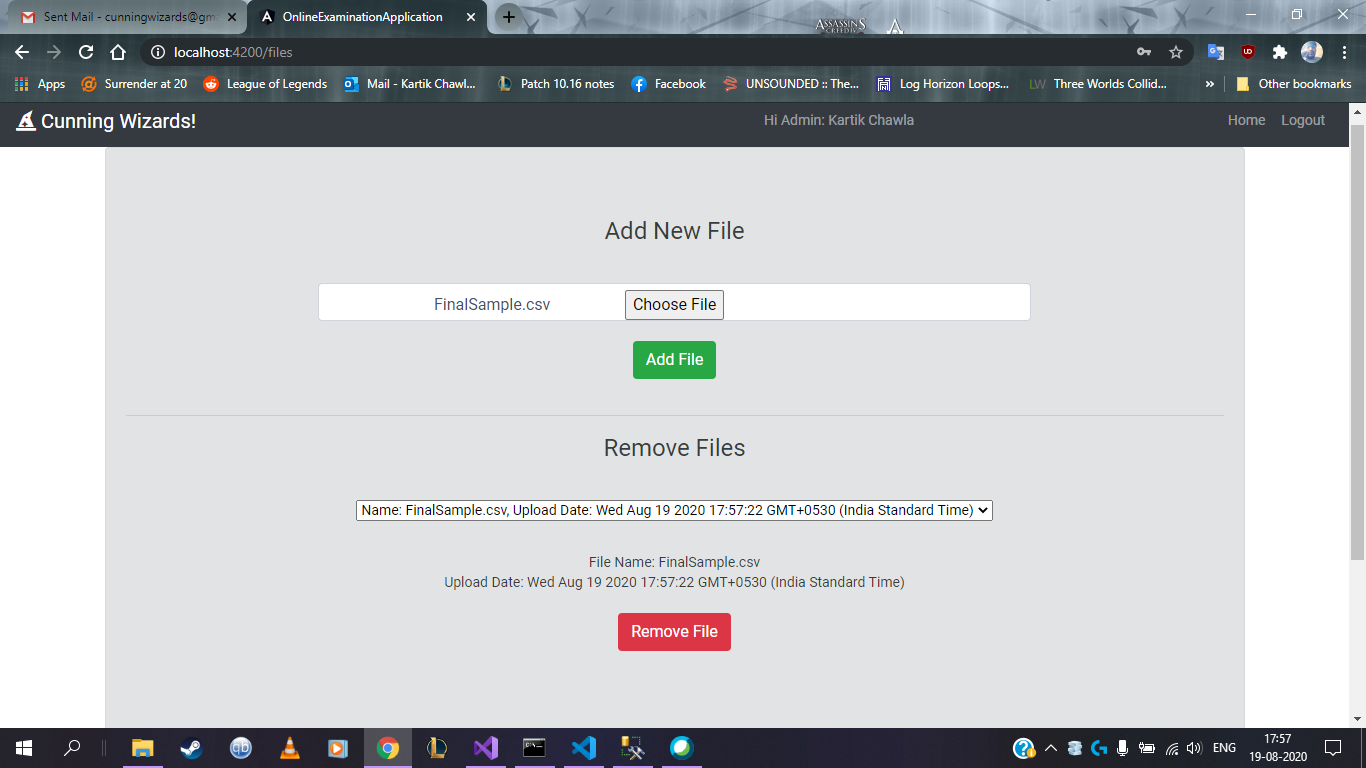 Sent Mail - cunningwizards@gm
OnlineExaminationApplication
ASSASSIN'S
CREED IV
localhost:4200/files
Apps
Surrender at 20
League of Legends
Mail - Kartik Chawl...
Patch 10.16 notes
Facebook
UNSOUNDED :: The...
Log Horizon Loops...
LW Three Worlds Collid...
»
Other bookmarks
Cunning Wizards!
Hi Admin: Kartik Chawla
Home
Logout
Add New File
FinalSample.csv
Choose File
Add File
Remove Files
Name: FinalSample.csv, Upload Date: Wed Aug 19 2020 17:57:22 GMT+0530 (India Standard Time)
File Name: FinalSample.csv
Upload Date: Wed Aug 19 2020 17:57:22 GMT+0530 (India Standard Time)
Remove File
qb
ENG
17:57
19-08-2020